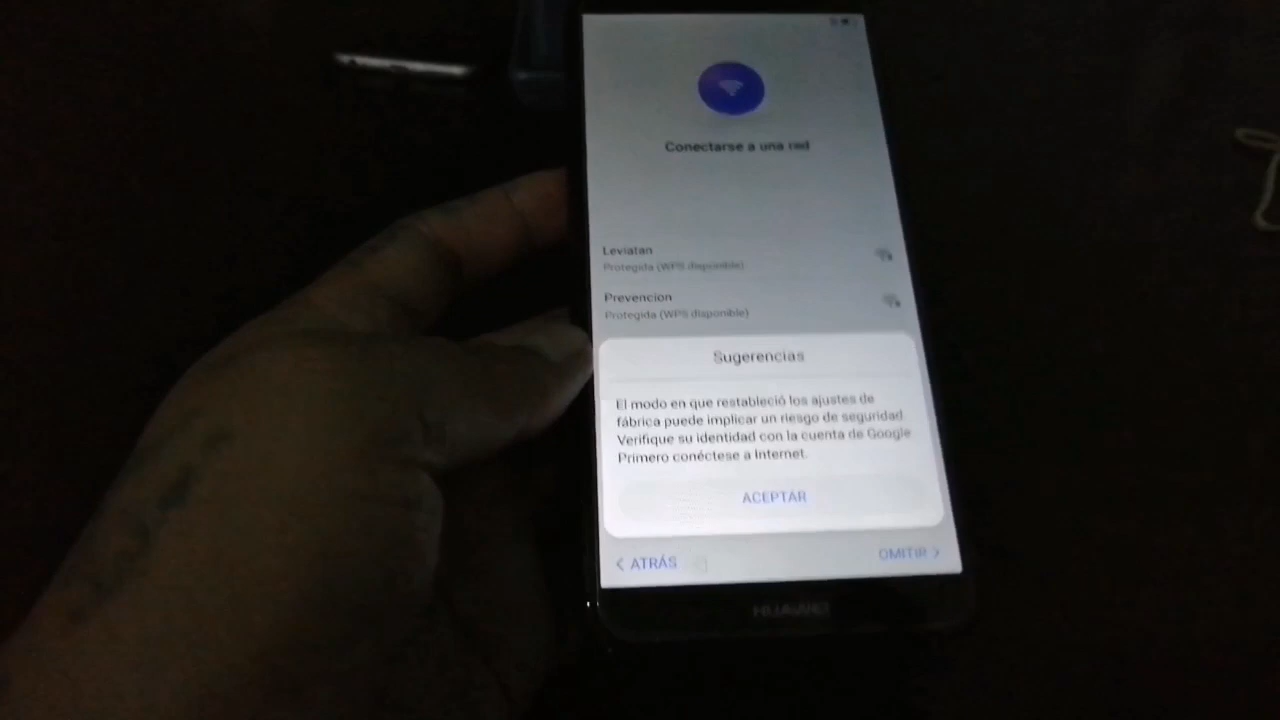 Conectarse a una red
Leviatan
Protegida (WPS disponible)
Prevencion
Protegida (WPS disponible)
Sugerencias
El modo en que restableció los ajustes de
fábrica puede implicar un riesgo de seguridad.
Verifique su identidad con la cuenta de Google
Primero conéctese a Internet.
ACEPTAR
< ATRÁS
OMITIR >
HUAWEI